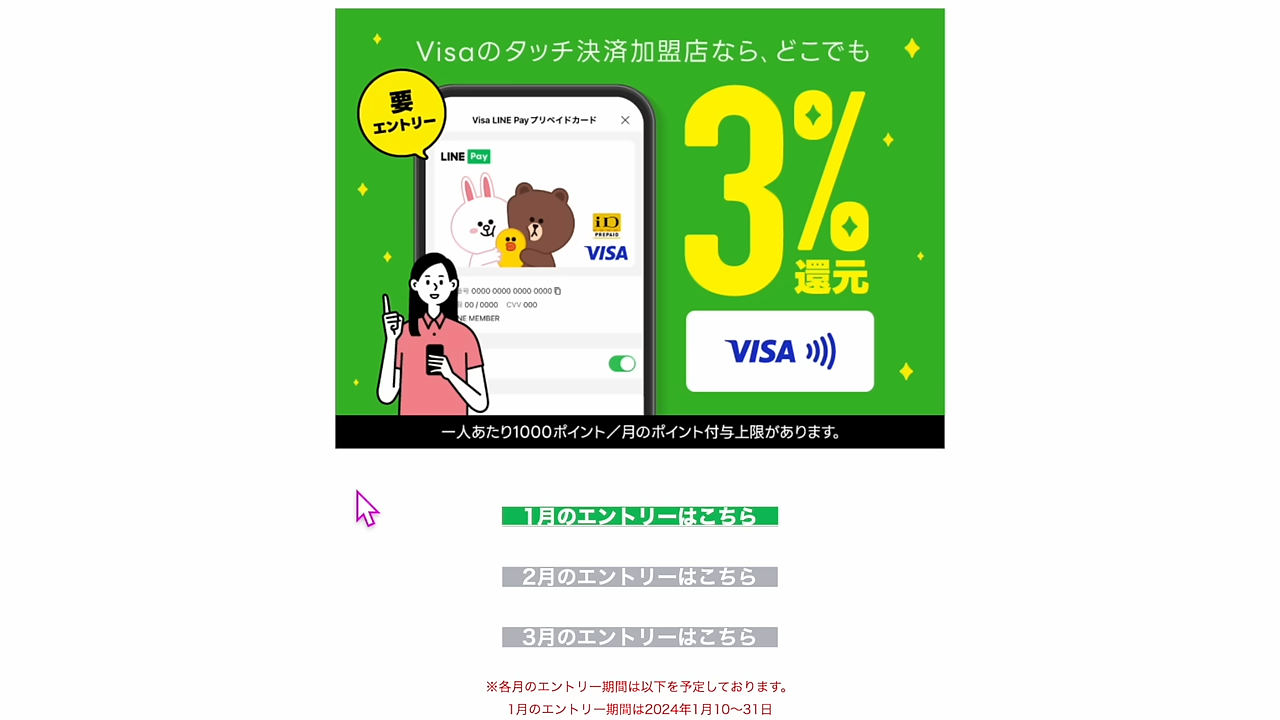 Visaのタッチ決済加盟店なら、どこでも
要
エントリー
Visa LINE Pay プリペイドカード
LINE Pay
iD
PREPAID
VISA
号 0000 0000 0000 0000
00 / 0000 CVV 000
NE MEMBER
3%
還元
VISA
一人あたり1000ポイント／月のポイント付与上限があります。
1月のエントリーはこちら
2月のエントリーはこちら
3月のエントリーはこちら
※各月のエントリー期間は以下を予定しております。
1月のエントリー期間は2024年1月10〜31日